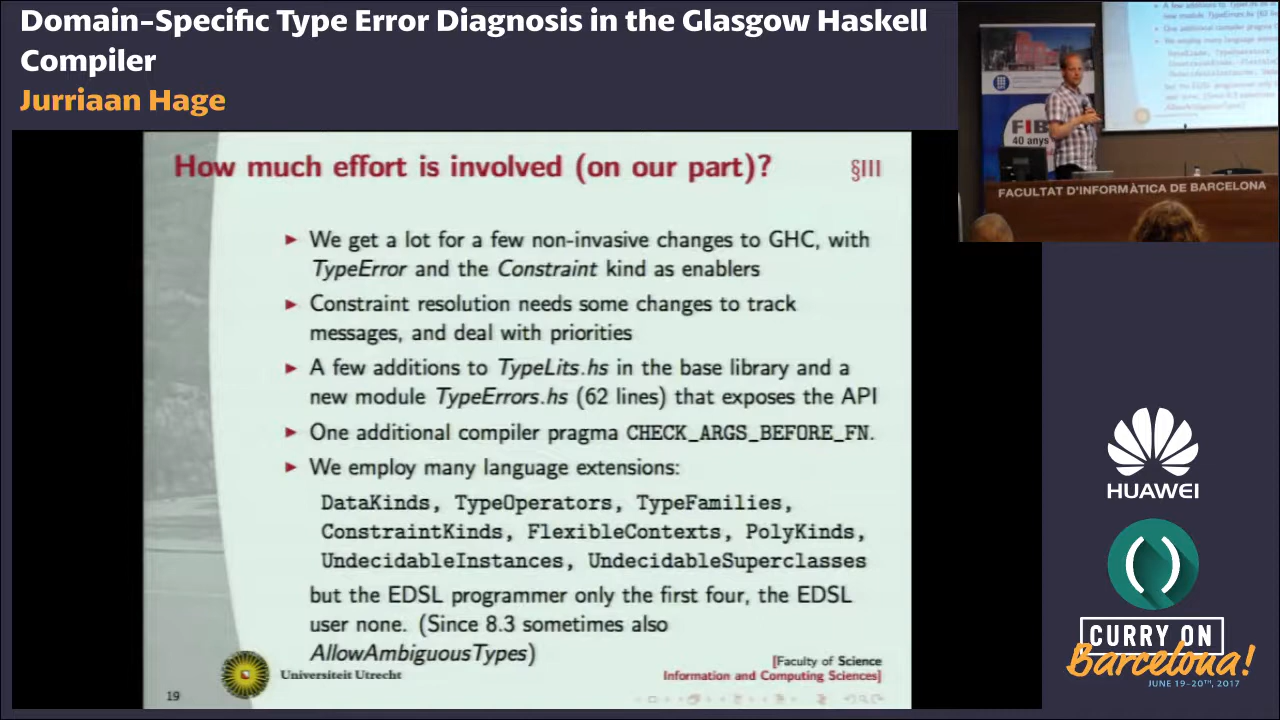 Domain-Specific Type Error Diagnosis in the Glasgow Haskell
Compiler
Jurriaan Hage
How much effort is involved (on our part)?
§III
▶ We get a lot for a few non-invasive changes to GHC, with
TypeError and the Constraint kind as enablers
▶ Constraint resolution needs some changes to track
messages, and deal with priorities
▶ A few additions to TypeLits.hs in the base library and a
new module TypeErrors.hs (62 lines) that exposes the API
▶ One additional compiler pragma CHECK_ARGS_BEFORE_FN.
▶ We employ many language extensions:
DataKinds, TypeOperators, TypeFamilies,
ConstraintKinds, FlexibleContexts, PolyKinds,
UndecidableInstances, UndecidableSuperclasses
but the EDSL programmer only the first four, the EDSL
user none. (Since 8.3 sometimes also
AllowAmbiguousTypes)
Universiteit Utrecht
[Faculty of Science
Information and Computing Sciences]
19
FIB
40 anys
FACULTAT D'INFORMÀTICA DE BARCELONA
HUAWEI
CURRY ON
Barcelona!
JUNE 19-20TH, 2017